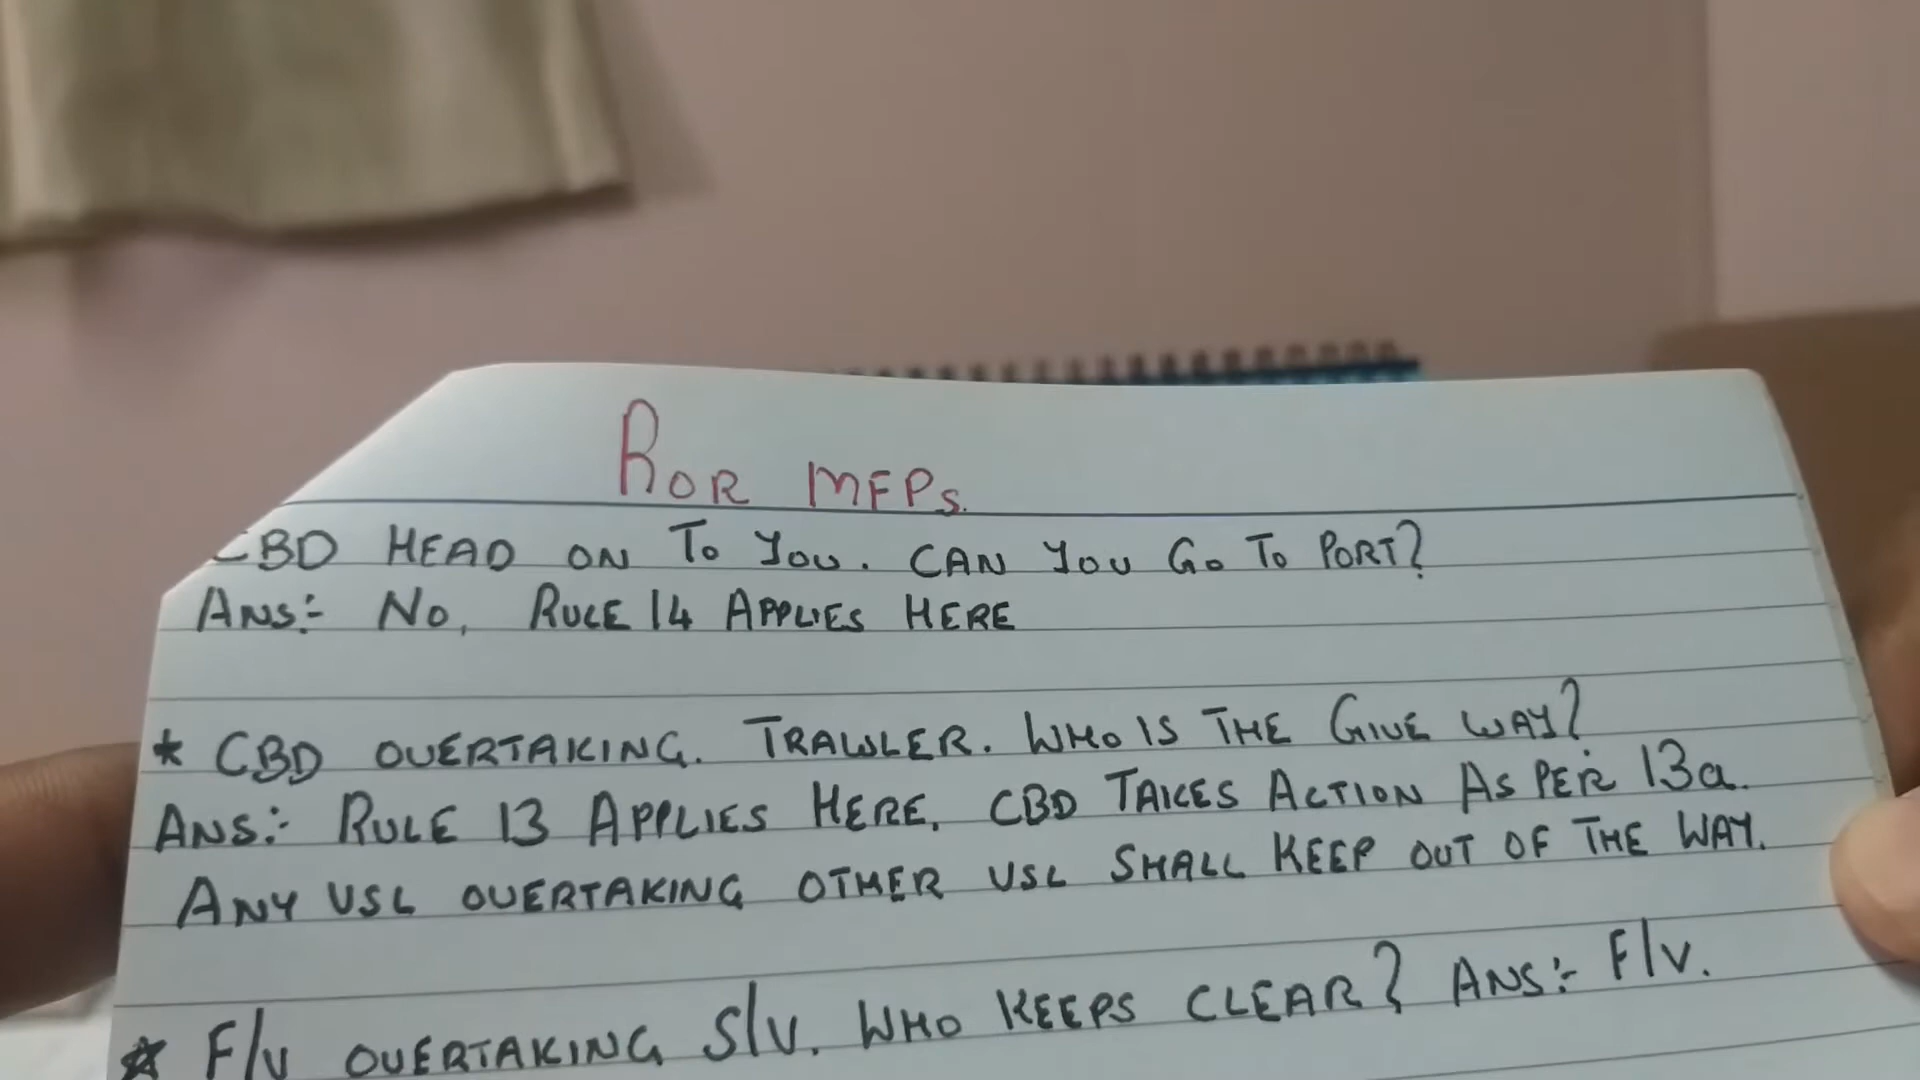 ROR MFPs.
CBD HEAD ON TO YOU. CAN YOU GO TO PORT?
ANS:- NO, RULE 14 APPLIES HERE
* CBD OVERTAKING. TRAWLER. WHO IS THE GIVE WAY?
ANS:- RULE 13 APPLIES HERE. CBD TAKES ACTION AS PER 13a.
ANY VSL OVERTAKING OTHER VSL SHALL KEEP OUT OF THE WAY.
* F/V OVERTAKING S/V. WHO KEEPS CLEAR? ANS:- F/V.